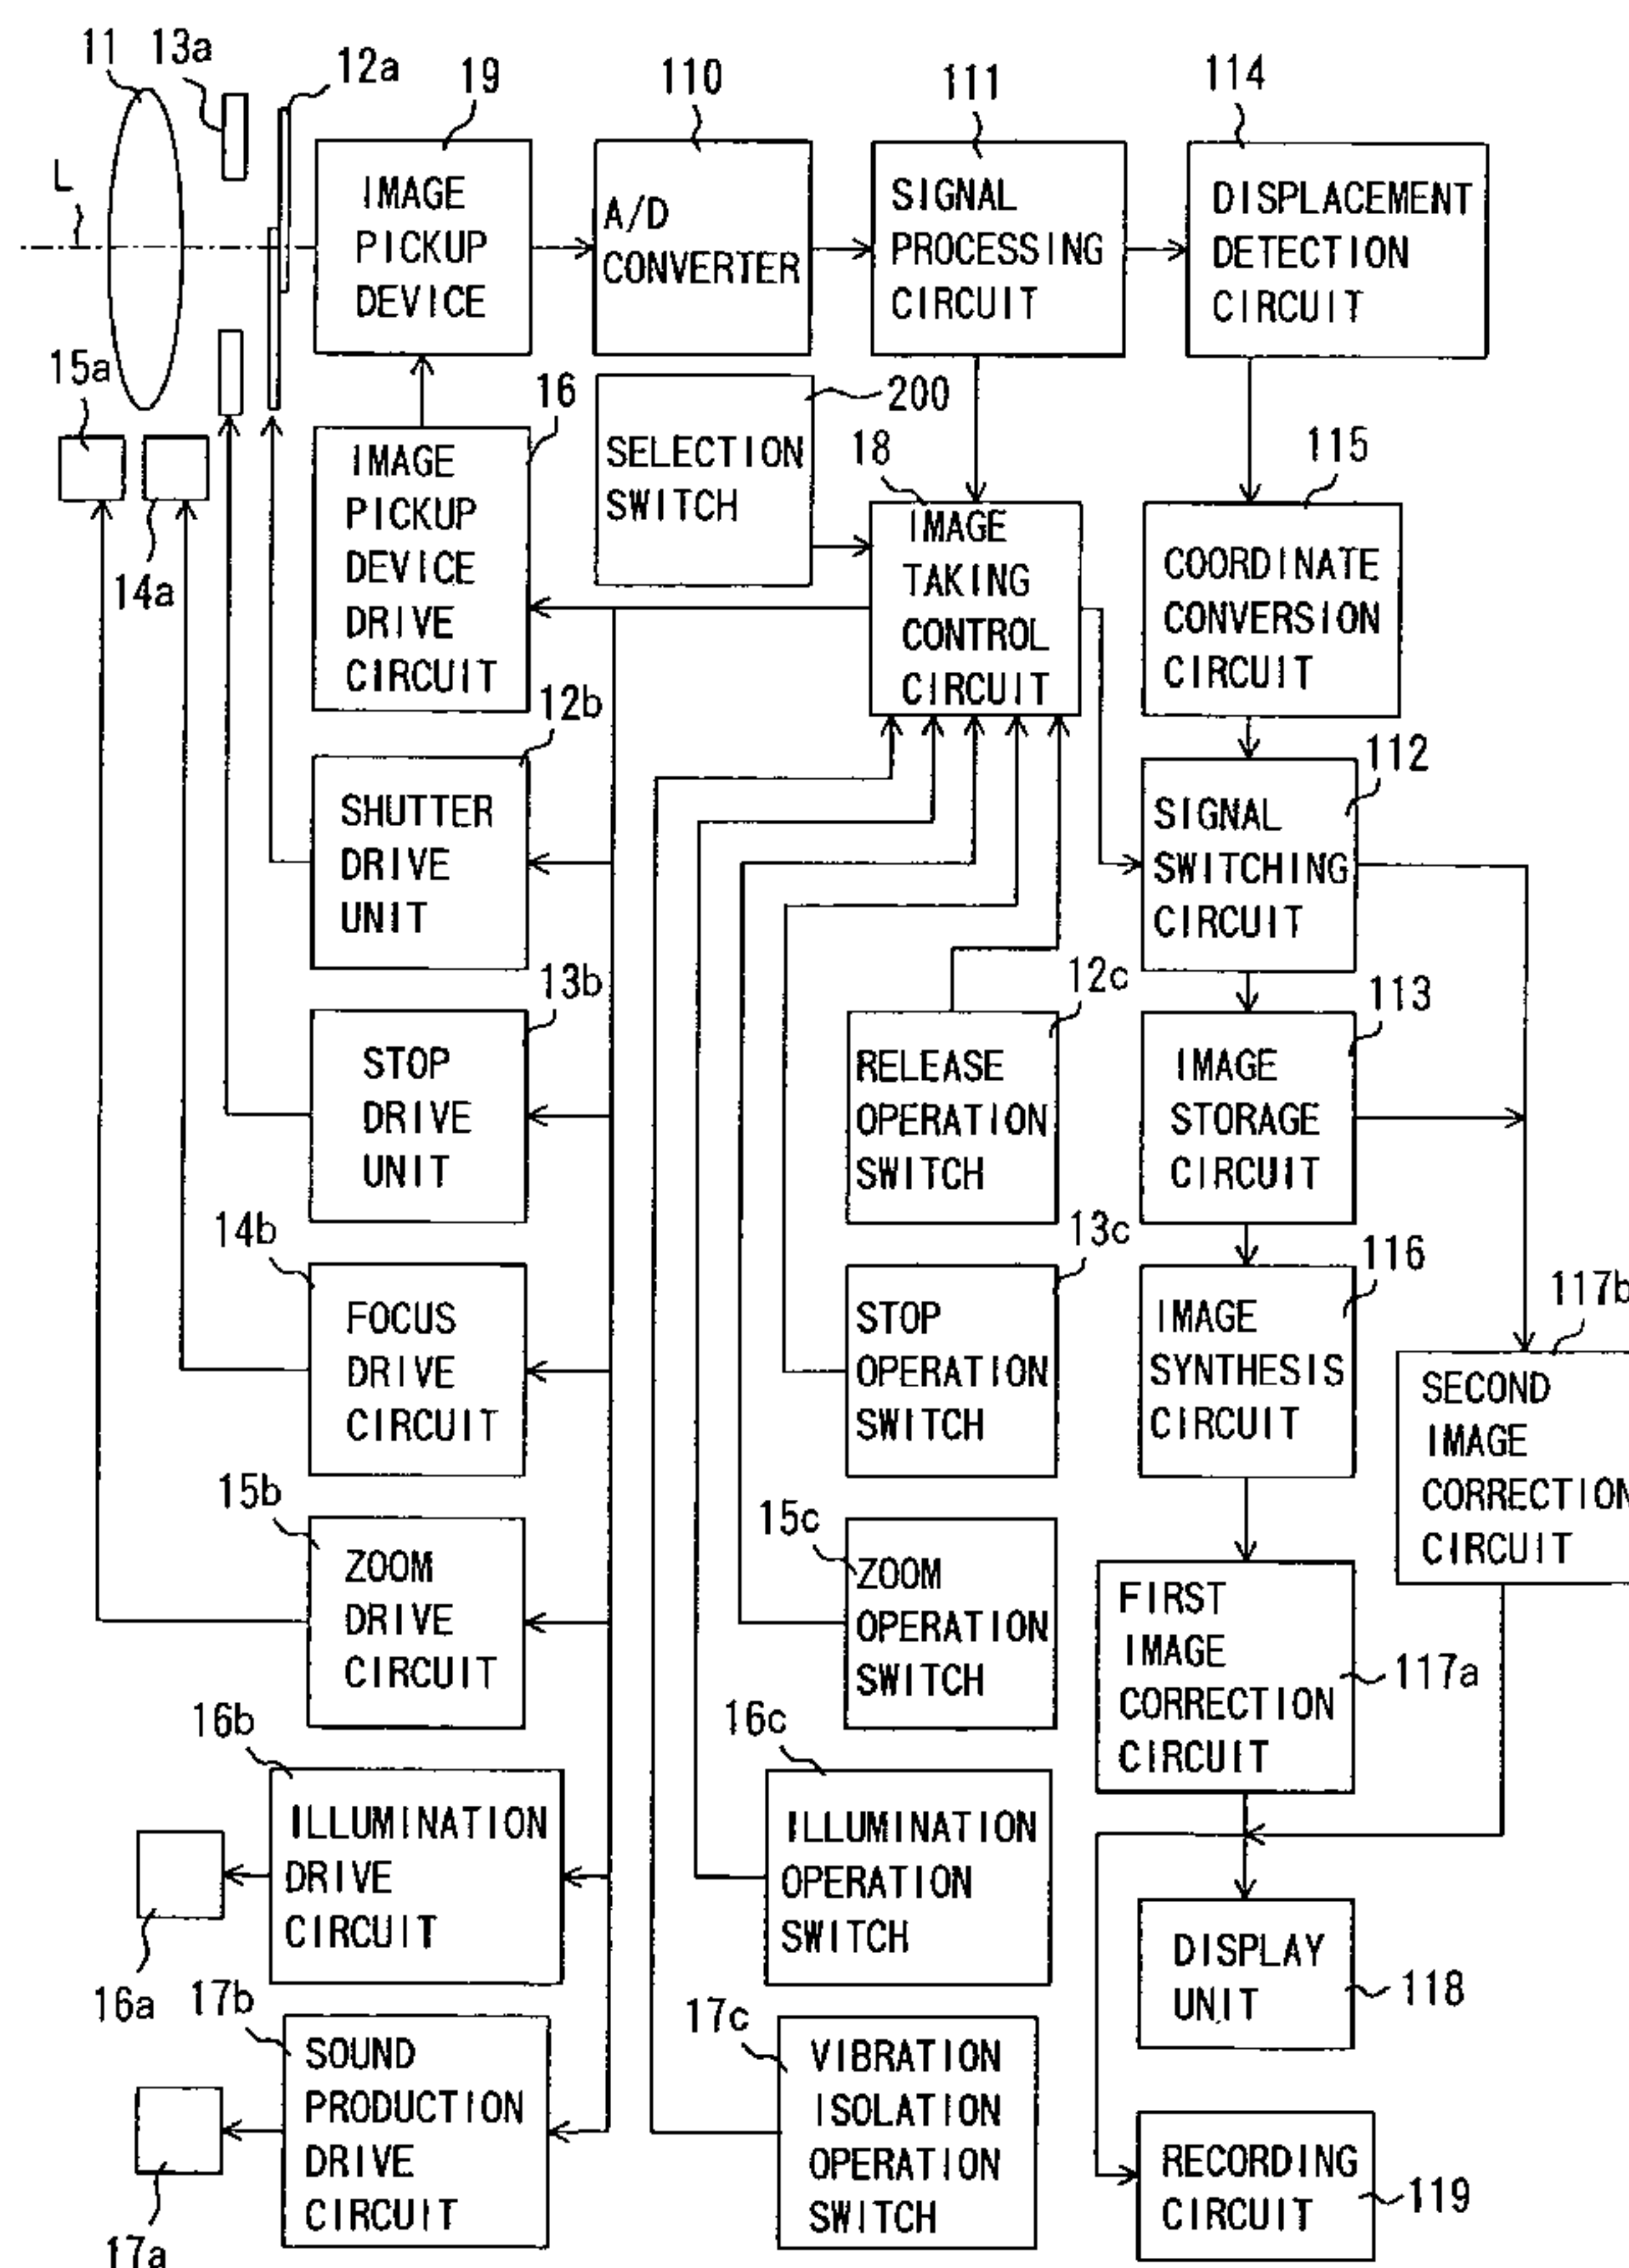 11
13a
12a
19
110
111
114
L
IMAGE
PICKUP
DEVICE
A/D
CONVERTER
SIGNAL
PROCESSING
CIRCUIT
DISPLACEMENT
DETECTION
CIRCUIT
15a
14a
16
IMAGE
PICKUP
DEVICE
DRIVE
CIRCUIT
200
SELECTION
SWITCH
18
IMAGE
TAKING
CONTROL
CIRCUIT
115
COORDINATE
CONVERSION
CIRCUIT
12b
SHUTTER
DRIVE
UNIT
112
SIGNAL
SWITCHING
CIRCUIT
13b
STOP
DRIVE
UNIT
12c
RELEASE
OPERATION
SWITCH
113
IMAGE
STORAGE
CIRCUIT
14b
FOCUS
DRIVE
CIRCUIT
13c
STOP
OPERATION
SWITCH
116
IMAGE
SYNTHESIS
CIRCUIT
117b
SECOND
IMAGE
CORRECTION
CIRCUIT
15b
ZOOM
DRIVE
CIRCUIT
15c
ZOOM
OPERATION
SWITCH
FIRST
IMAGE
CORRECTION
CIRCUIT
117a
16b
ILLUMINATION
DRIVE
CIRCUIT
16a
16c
ILLUMINATION
OPERATION
SWITCH
DISPLAY
UNIT
118
17b
SOUND
PRODUCTION
DRIVE
CIRCUIT
17a
17c
VIBRATION
ISOLATION
OPERATION
SWITCH
RECORDING
CIRCUIT
119